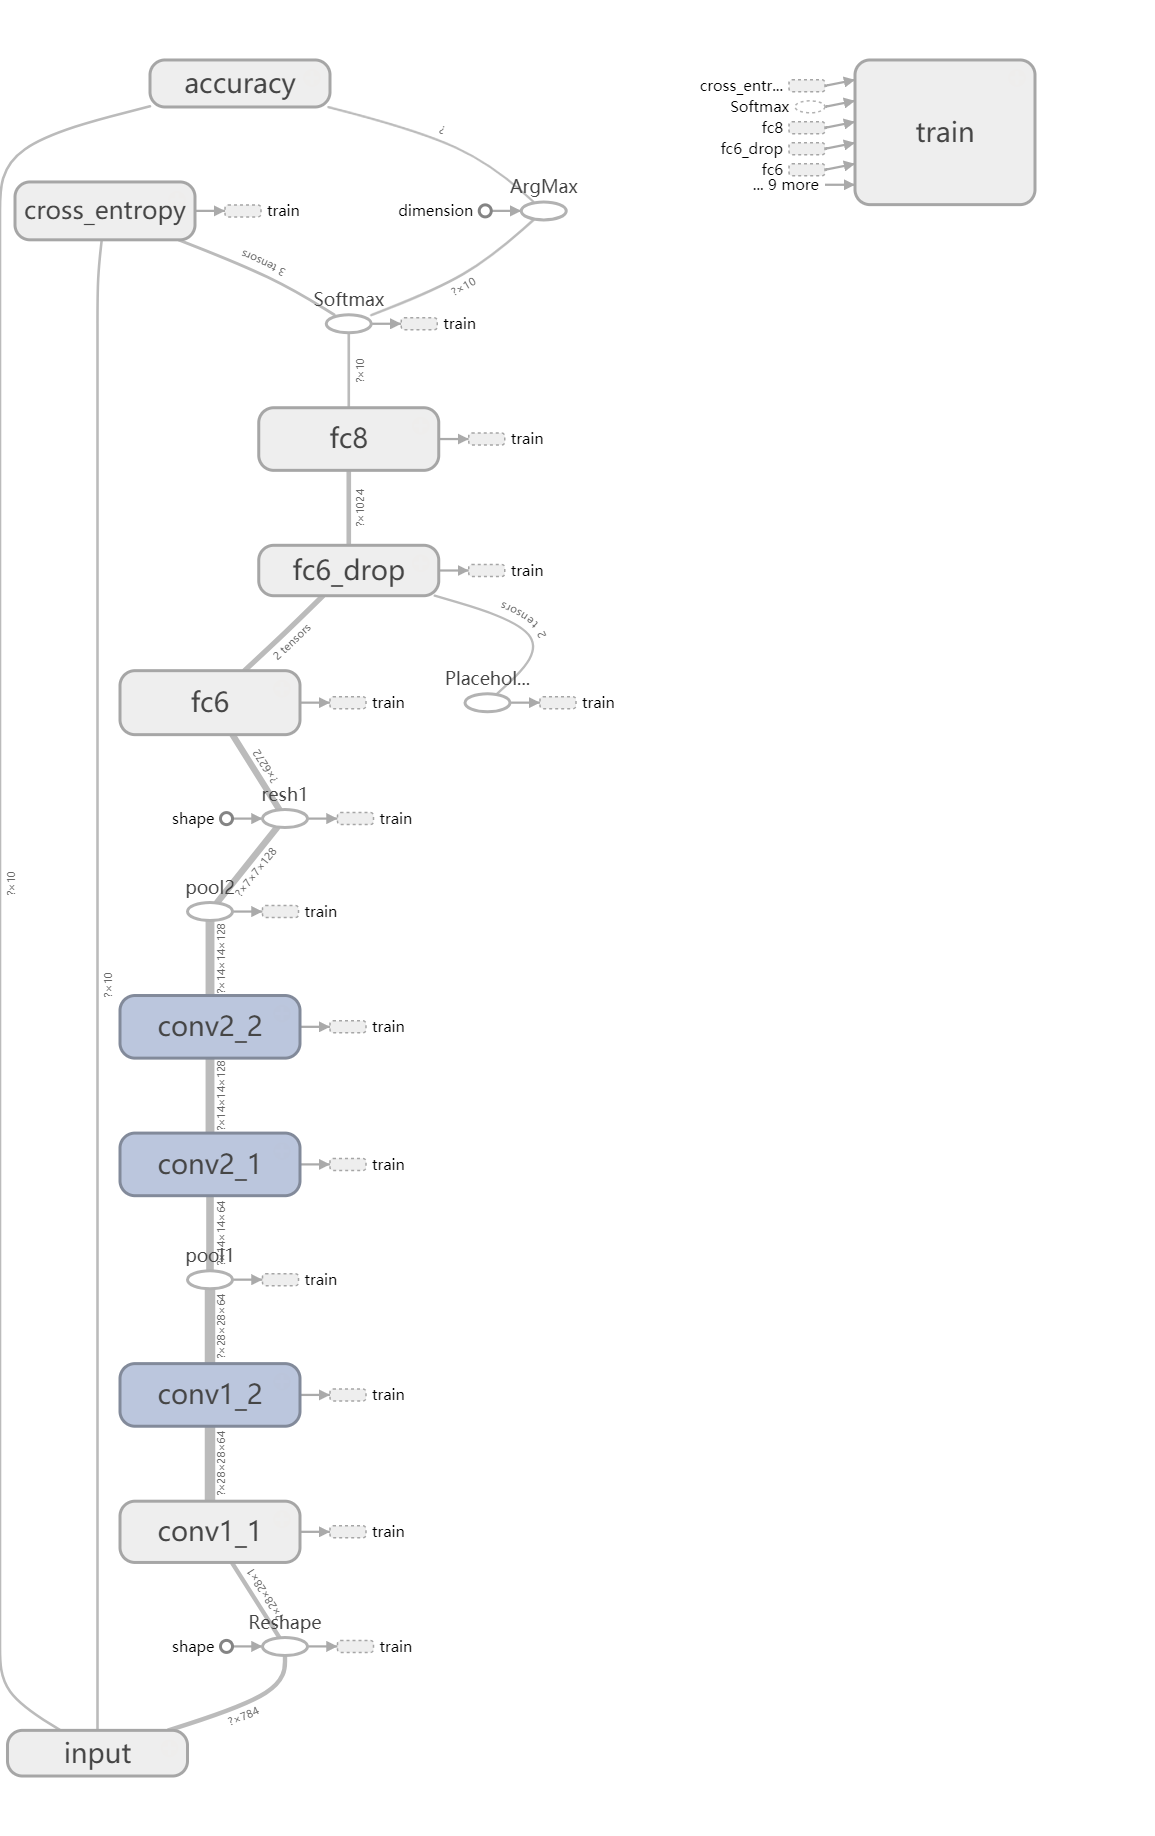 accuracy
cross_entr...
Softmax
fc8
fc6_drop
fc6
... 9 more
train
?
ArgMax
dimension
cross_entropy
train
3 tensors
?×10
Softmax
train
?×10
fc8
train
?×1024
fc6_drop
train
2 tensors
2 tensors
fc6
train
Placehol...
train
?×6272
resh1
shape
train
?×7×7×128
pool2
train
?×10
?×14×14×128
?×10
conv2_2
train
?×14×14×128
conv2_1
train
?×14×14×64
pool1
train
?×28×28×64
conv1_2
train
?×28×28×64
conv1_1
train
×28×28×1
Reshape
shape
train
?×784
input